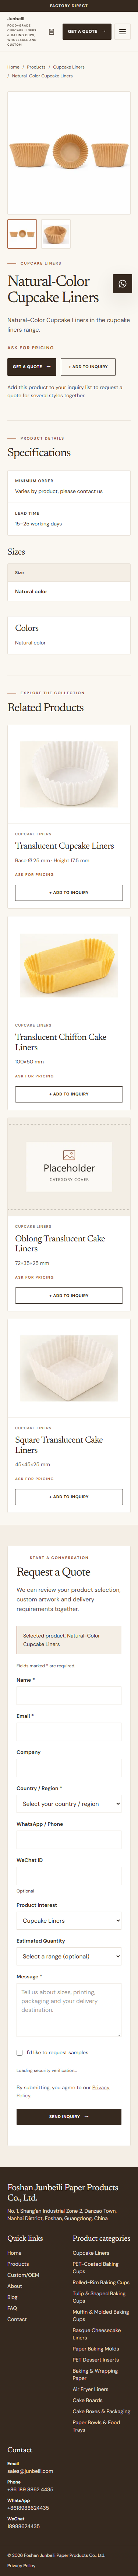 FACTORY DIRECT
Junbeili
FOOD-GRADE
CUPCAKE LINERS
& BAKING CUPS,
WHOLESALE AND
CUSTOM
GET A QUOTE →
Home / Products / Cupcake Liners
/ Natural-Color Cupcake Liners
CUPCAKE LINERS
Natural-Color
Cupcake Liners
Natural-Color Cupcake Liners in the cupcake
liners range.
ASK FOR PRICING
GET A QUOTE →
+ ADD TO INQUIRY
Add this product to your inquiry list to request a
quote for several styles together.
PRODUCT DETAILS
Specifications
MINIMUM ORDER
Varies by product, please contact us
LEAD TIME
15–25 working days
Sizes
Size
Natural color
Colors
Natural color
EXPLORE THE COLLECTION
Related Products
CUPCAKE LINERS
Translucent Cupcake Liners
Base Ø 25 mm · Height 17.5 mm
ASK FOR PRICING
+ ADD TO INQUIRY
CUPCAKE LINERS
Translucent Chiffon Cake
Liners
100×50 mm
ASK FOR PRICING
+ ADD TO INQUIRY
Placeholder
CATEGORY COVER
CUPCAKE LINERS
Oblong Translucent Cake
Liners
72×35×25 mm
ASK FOR PRICING
+ ADD TO INQUIRY
CUPCAKE LINERS
Square Translucent Cake
Liners
45×45×25 mm
ASK FOR PRICING
+ ADD TO INQUIRY
START A CONVERSATION
Request a Quote
We can review your product selection,
custom artwork and delivery
requirements together.
Selected product: Natural-Color
Cupcake Liners
Fields marked * are required.
Name *
Email *
Company
Country / Region *
Select your country / region
WhatsApp / Phone
WeChat ID
Optional
Product Interest
Cupcake Liners
Estimated Quantity
Select a range (optional)
Message *
Tell us about sizes, printing,
packaging and your delivery
destination.
I'd like to request samples
Loading security verification…
By submitting, you agree to our Privacy
Policy.
SEND INQUIRY →
Foshan Junbeili Paper Products
Co., Ltd.
No. 1, Shang'an Industrial Zone 2, Danzao Town,
Nanhai District, Foshan, Guangdong, China
Quick links
Home
Products
Custom/OEM
About
Blog
FAQ
Contact
Product categories
Cupcake Liners
PET-Coated Baking
Cups
Rolled-Rim Baking Cups
Tulip & Shaped Baking
Cups
Muffin & Molded Baking
Cups
Basque Cheesecake
Liners
Paper Baking Molds
PET Dessert Inserts
Baking & Wrapping
Paper
Air Fryer Liners
Cake Boards
Cake Boxes & Packaging
Paper Bowls & Food
Trays
Contact
Email
sales@junbeili.com
Phone
+86 189 8862 4435
WhatsApp
+8618988624435
WeChat
18988624435
© 2026 Foshan Junbeili Paper Products Co., Ltd.
Privacy Policy